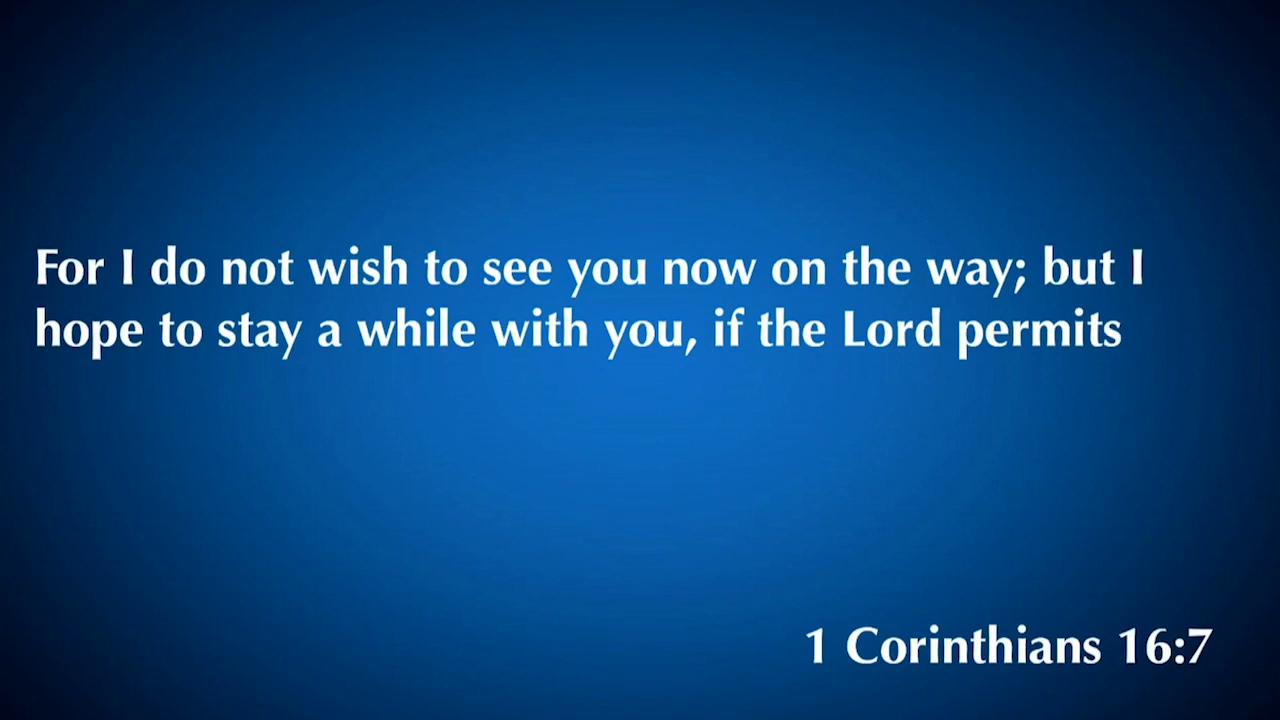 For I do not wish to see you now on the way; but I
hope to stay a while with you, if the Lord permits
1 Corinthians 16:7